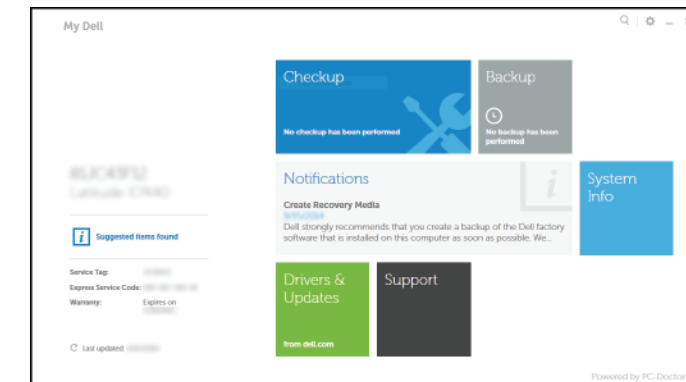 My Dell
Checkup
No checkup has been performed
Backup
No backup has been
performed
Notifications
Create Recovery Media
Dell strongly recommends that you create a backup of the Dell factory
software that is installed on this computer as soon as possible. We...
System
Info
Suggested items found
Service Tag:
Express Service Code:
Warranty: Expires on
Last updated:
Drivers &
Updates
from dell.com
Support
Powered by PC-Doctor